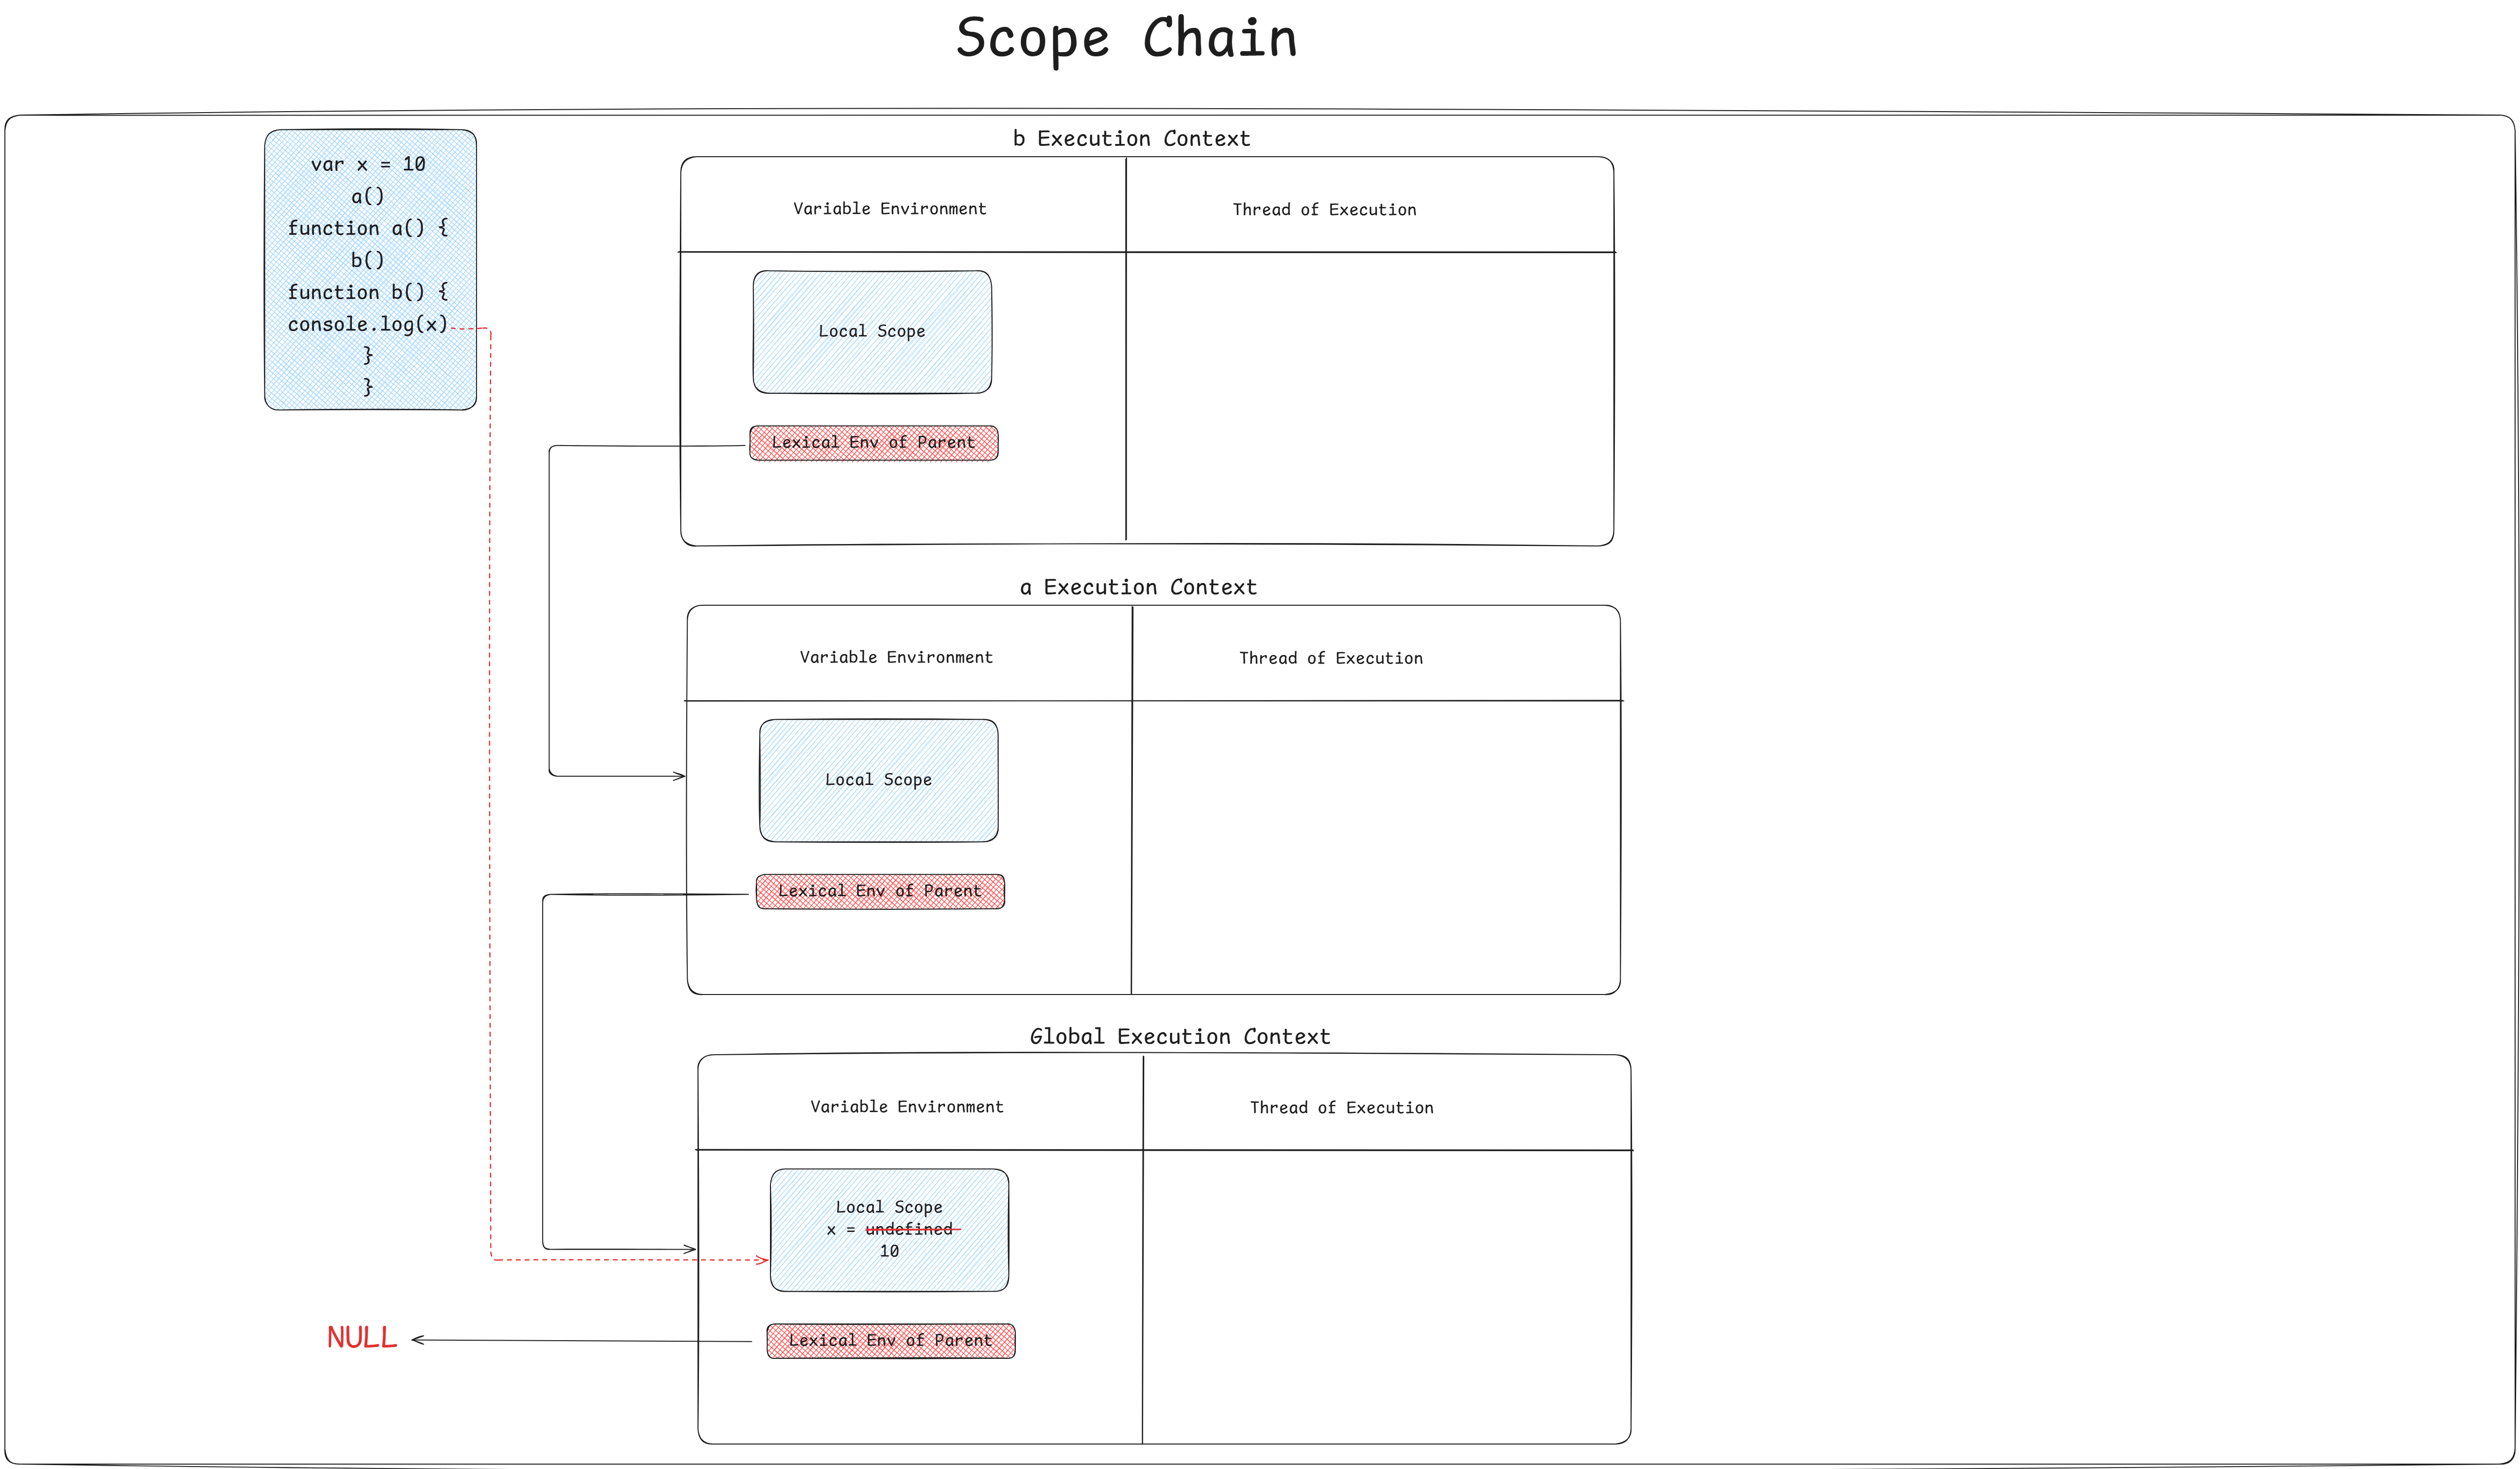 Scope Chain
var x = 10
a()
function a() {
b()
function b() {
console.log(x)
}
}
b Execution Context
Variable Environment
Thread of Execution
Local Scope
Lexical Env of Parent
a Execution Context
Variable Environment
Thread of Execution
Local Scope
Lexical Env of Parent
Global Execution Context
Variable Environment
Thread of Execution
Local Scope
x = undefined
10
Lexical Env of Parent
NULL